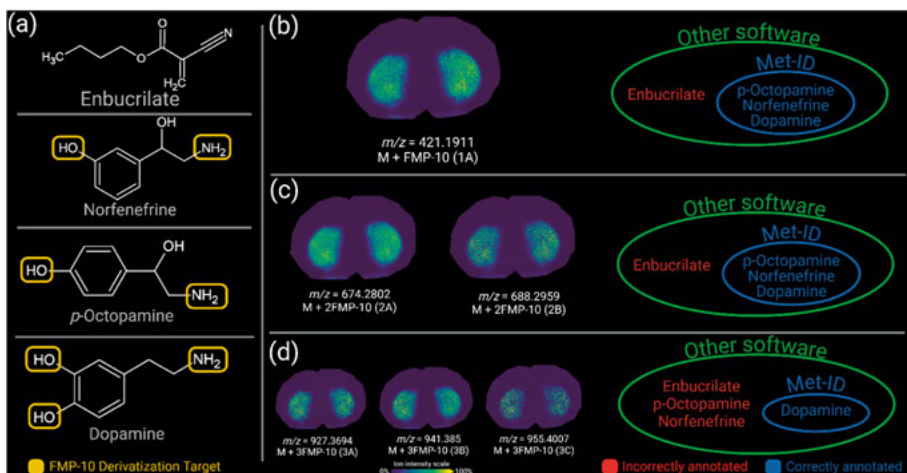 (a)
H₃C
O
O
N
CH₂
Enbucrilate
HO
OH
NH₂
Norfenefrine
HO
OH
NH₂
p-Octopamine
HO
HO
NH₂
Dopamine
FMP-10 Derivatization Target
(b)
m/z = 421.1911
M + FMP-10 (1A)
Other software
Met-ID
Enbucrilate
p-Octopamine
Norfenefrine
Dopamine
(c)
m/z = 674.2802
M + 2FMP-10 (2A)
m/z = 688.2959
M + 2FMP-10 (2B)
Other software
Met-ID
Enbucrilate
p-Octopamine
Norfenefrine
Dopamine
(d)
m/z = 927.3694
M + 3FMP-10 (3A)
m/z = 941.385
M + 3FMP-10 (3B)
m/z = 955.4007
M + 3FMP-10 (3C)
Ion intensity scale
0%
100%
Other software
Met-ID
Enbucrilate
p-Octopamine
Norfenefrine
Dopamine
Incorrectly annotated
Correctly annotated